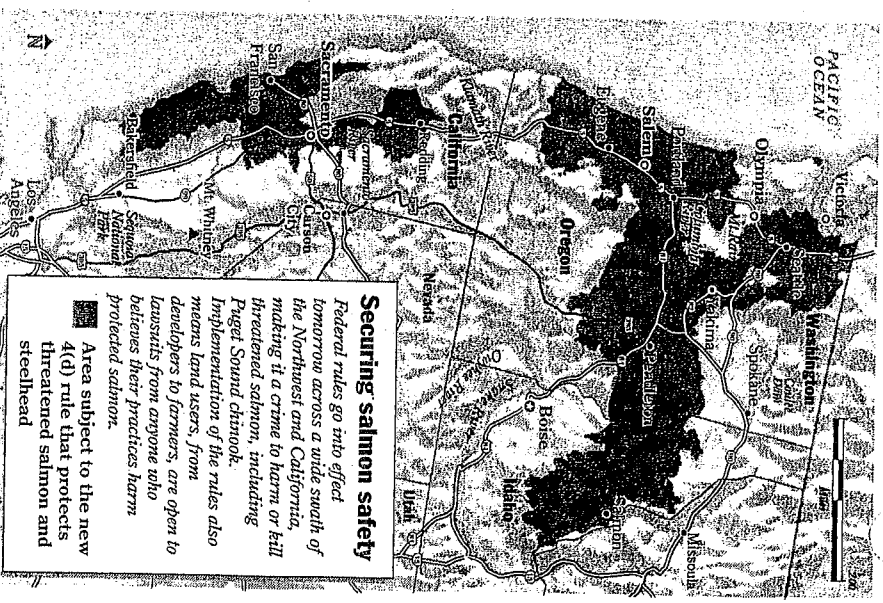 PACIFIC
OCEAN
Victoria
Olympia
Seattle
Washington
Spokane
Yakima
Portland
Salem
Pendleton
Eugene
Oregon
Missoula
Salmon
Idaho
Boise
Snake River
California
Redding
Sacramento
San
Francisco
Carson
City
Nevada
Utah
Mt. Whitney
Bakersfield
Sequoia
National
Park
Los
Angeles
N
Securing salmon safety
Federal rules go into effect
tomorrow across a wide swath of
the Northwest and California,
making it a crime to harm or kill
threatened salmon, including
Puget Sound chinook.
Implementation of the rules also
means land users, from
developers to farmers, are open to
lawsuits from anyone who
believes their practices harm
protected salmon.
Area subject to the new
4(d) rule that protects
threatened salmon and
steelhead